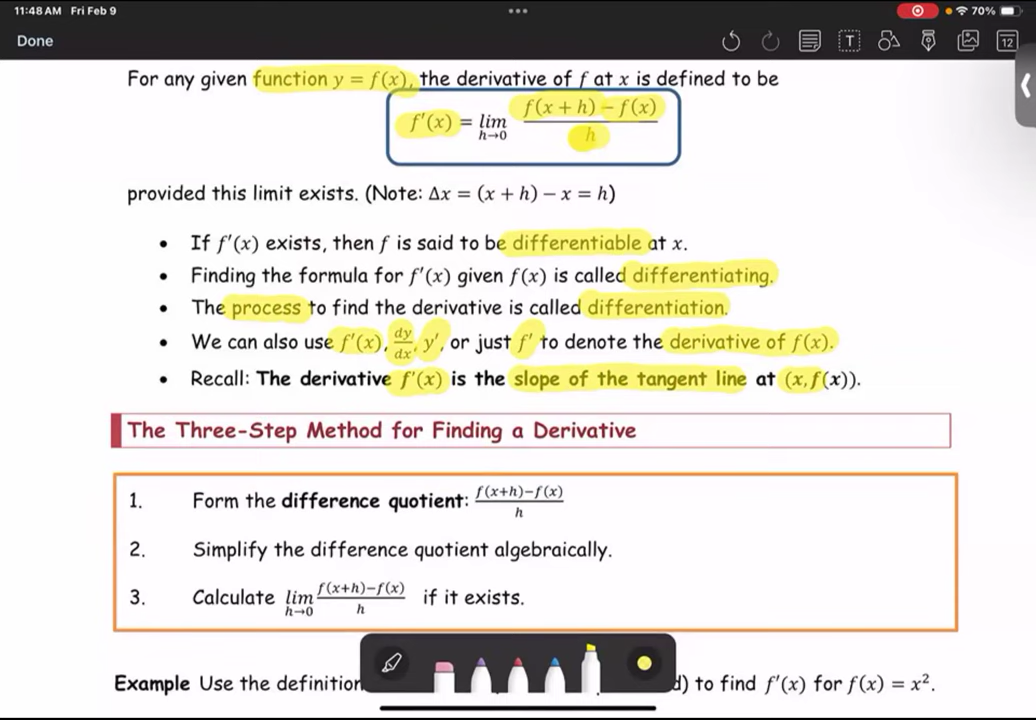 11:48 AM Fri Feb 9
70%
Done
T
12
For any given function y = f(x), the derivative of f at x is defined to be
f'(x) = lim h→0 f(x + h) − f(x) / h
provided this limit exists. (Note: Δx = (x + h) − x = h)
• If f'(x) exists, then f is said to be differentiable at x.
• Finding the formula for f'(x) given f(x) is called differentiating.
• The process to find the derivative is called differentiation.
• We can also use f'(x), dy/dx, y', or just f' to denote the derivative of f(x).
• Recall: The derivative f'(x) is the slope of the tangent line at (x, f(x)).
The Three-Step Method for Finding a Derivative
1. Form the difference quotient: f(x+h)−f(x) / h
2. Simplify the difference quotient algebraically.
3. Calculate lim h→0 f(x+h)−f(x) / h if it exists.
Example Use the definition d) to find f'(x) for f(x) = x².